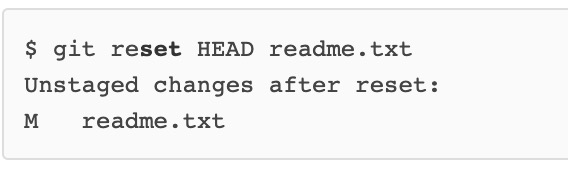 $ git reset HEAD readme.txt
Unstaged changes after reset:
M   readme.txt